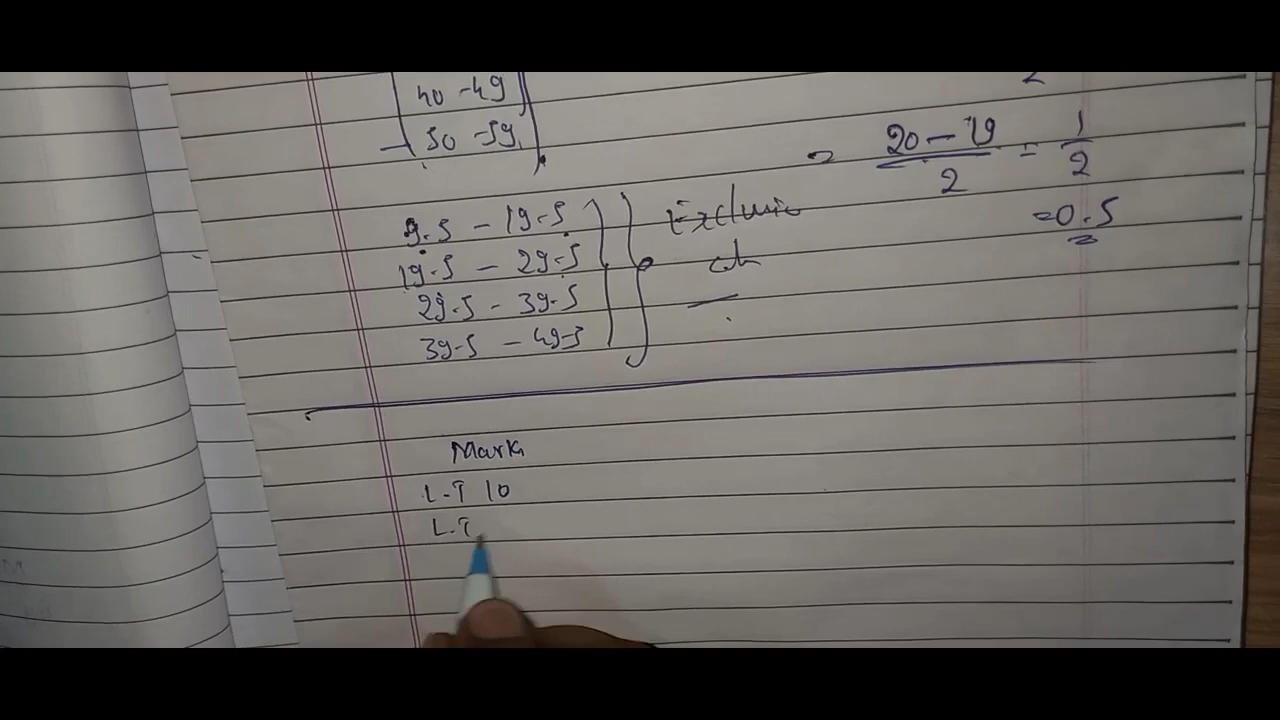 40 - 49
50 - 59
20 - 19 / 2 = 1 / 2
= 0.5
9.5 - 19.5
19.5 - 29.5
29.5 - 39.5
39.5 - 49.5
Marks
L.T 10
L.T